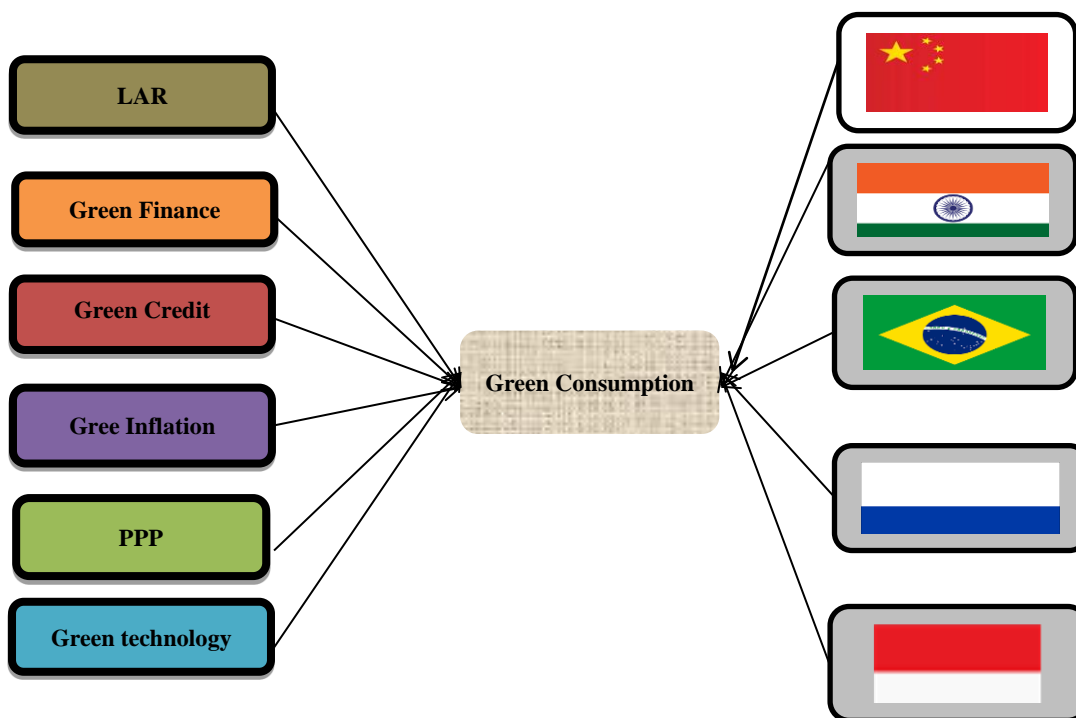 LAR
Green Finance
Green Credit
Gree Inflation
PPP
Green technology
Green Consumption